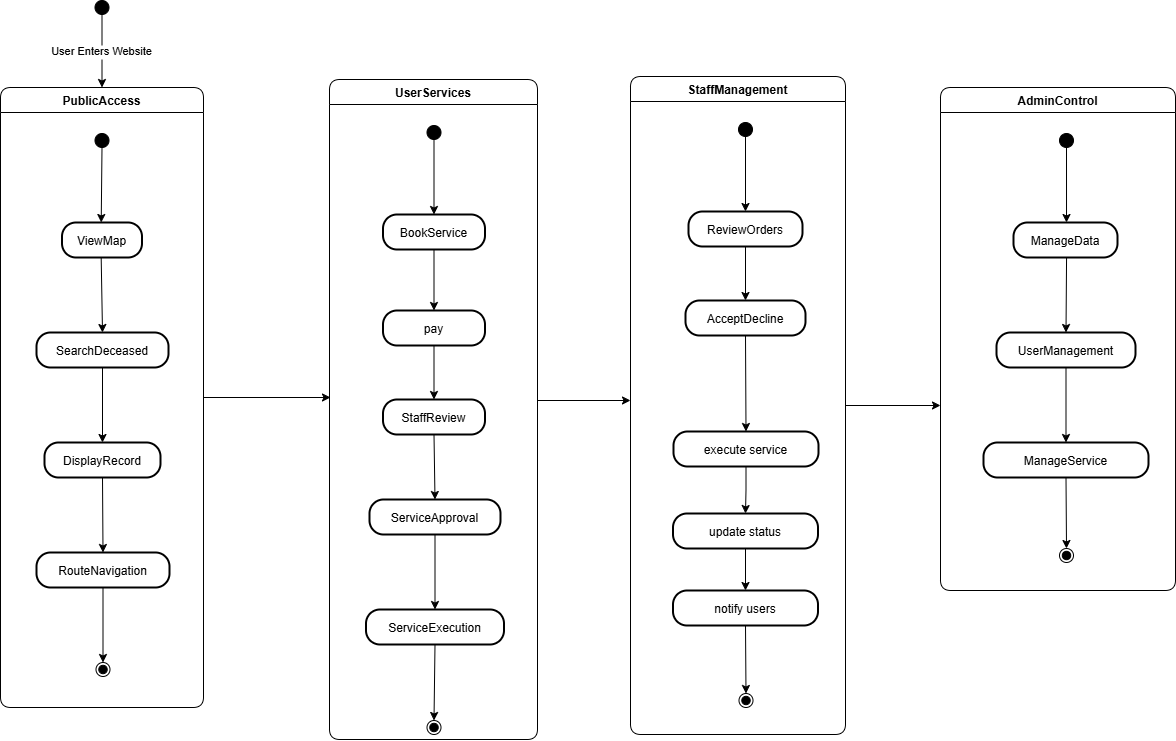 User Enters Website
PublicAccess
ViewMap
SearchDeceased
DisplayRecord
RouteNavigation
UserServices
BookService
pay
StaffReview
ServiceApproval
ServiceExecution
StaffManagement
ReviewOrders
AcceptDecline
execute service
update status
notify users
AdminControl
ManageData
UserManagement
ManageService